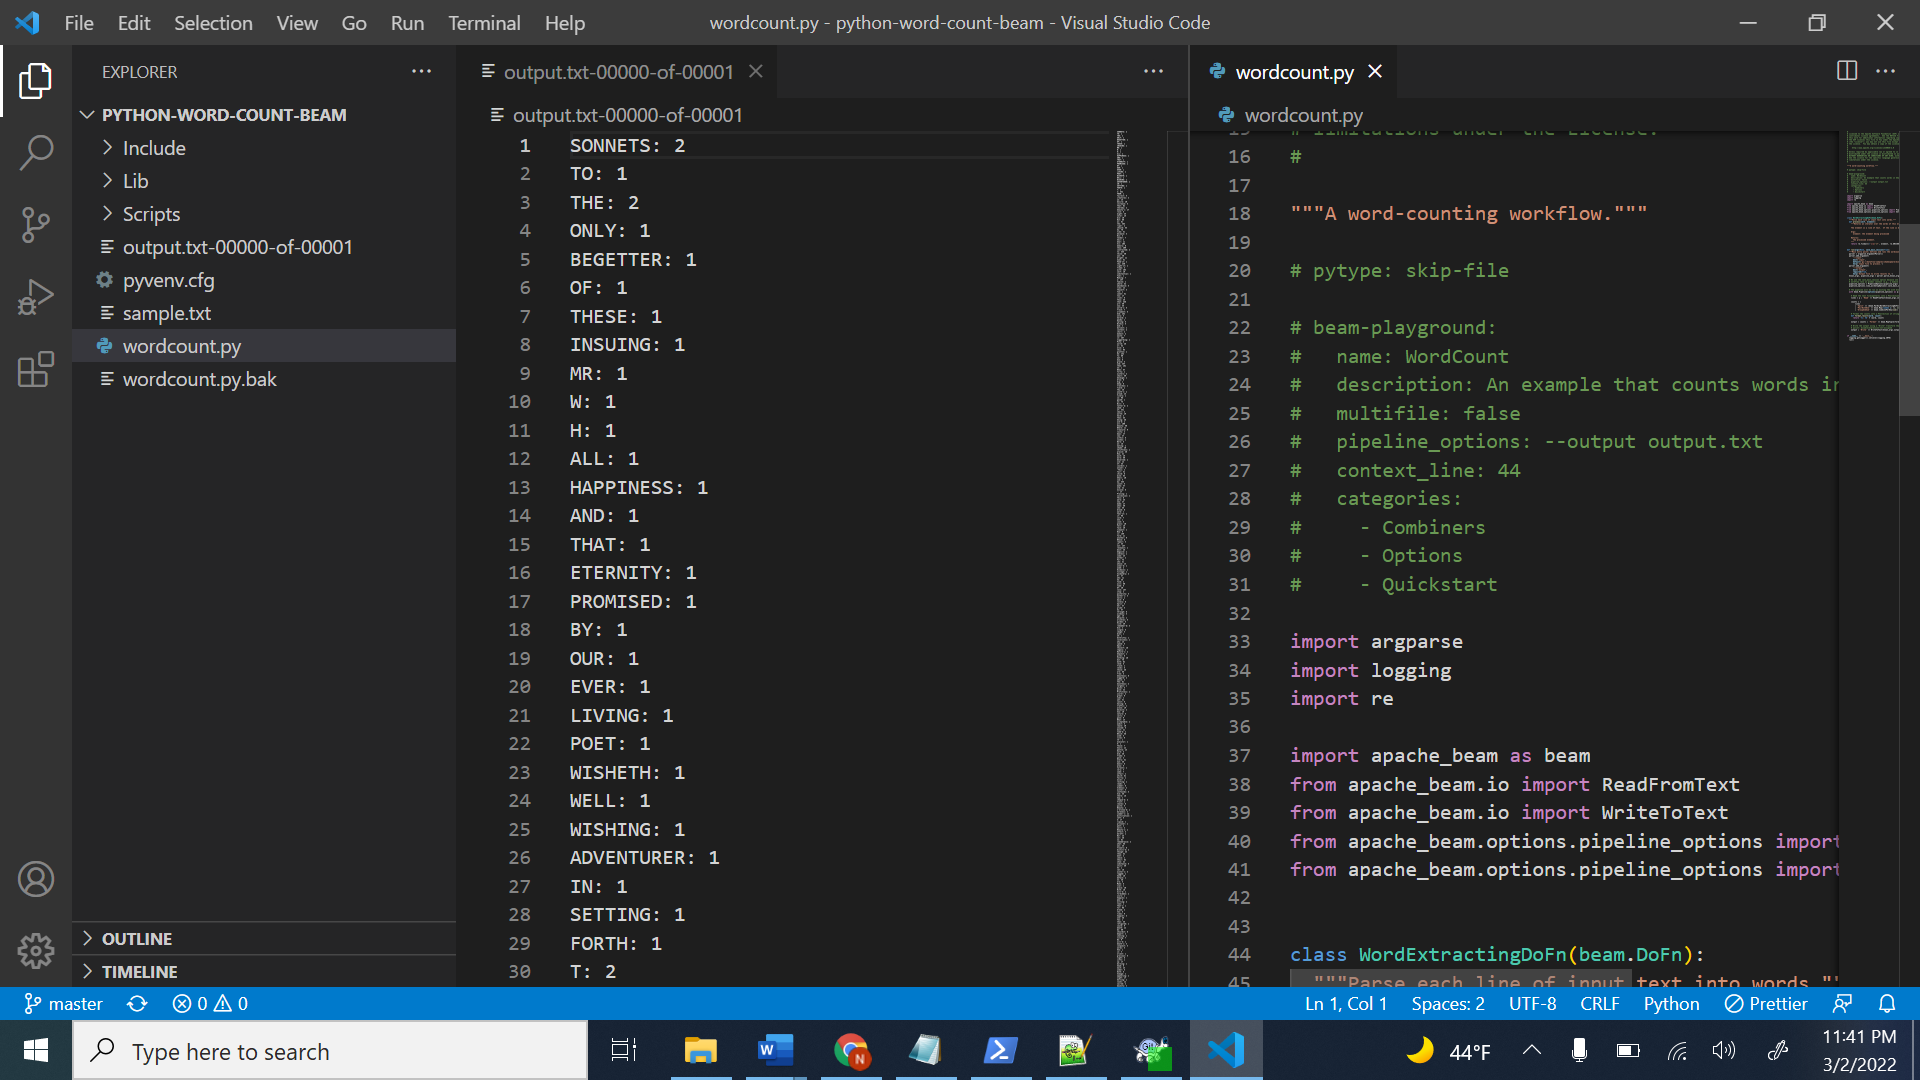 File Edit Selection View Go Run Terminal Help
wordcount.py - python-word-count-beam - Visual Studio Code
EXPLORER
PYTHON-WORD-COUNT-BEAM
Include
Lib
Scripts
output.txt-00000-of-00001
pyvenv.cfg
sample.txt
wordcount.py
wordcount.py.bak
OUTLINE
TIMELINE
output.txt-00000-of-00001
output.txt-00000-of-00001
1 SONNETS: 2
2 TO: 1
3 THE: 2
4 ONLY: 1
5 BEGETTER: 1
6 OF: 1
7 THESE: 1
8 INSUING: 1
9 MR: 1
10 W: 1
11 H: 1
12 ALL: 1
13 HAPPINESS: 1
14 AND: 1
15 THAT: 1
16 ETERNITY: 1
17 PROMISED: 1
18 BY: 1
19 OUR: 1
20 EVER: 1
21 LIVING: 1
22 POET: 1
23 WISHETH: 1
24 WELL: 1
25 WISHING: 1
26 ADVENTURER: 1
27 IN: 1
28 SETTING: 1
29 FORTH: 1
30 T: 2
wordcount.py
wordcount.py
15 # limitations under the License.
16 #
17
18 """A word-counting workflow."""
19
20 # pytype: skip-file
21
22 # beam-playground:
23 #   name: WordCount
24 #   description: An example that counts words in
25 #   multifile: false
26 #   pipeline_options: --output output.txt
27 #   context_line: 44
28 #   categories:
29 #     - Combiners
30 #     - Options
31 #     - Quickstart
32
33 import argparse
34 import logging
35 import re
36
37 import apache_beam as beam
38 from apache_beam.io import ReadFromText
39 from apache_beam.io import WriteToText
40 from apache_beam.options.pipeline_options import
41 from apache_beam.options.pipeline_options import
42
43
44 class WordExtractingDoFn(beam.DoFn):
45   """Parse each line of input text into words."
master 0 0
Ln 1, Col 1 Spaces: 2 UTF-8 CRLF Python Prettier
Type here to search
44°F
11:41 PM
3/2/2022